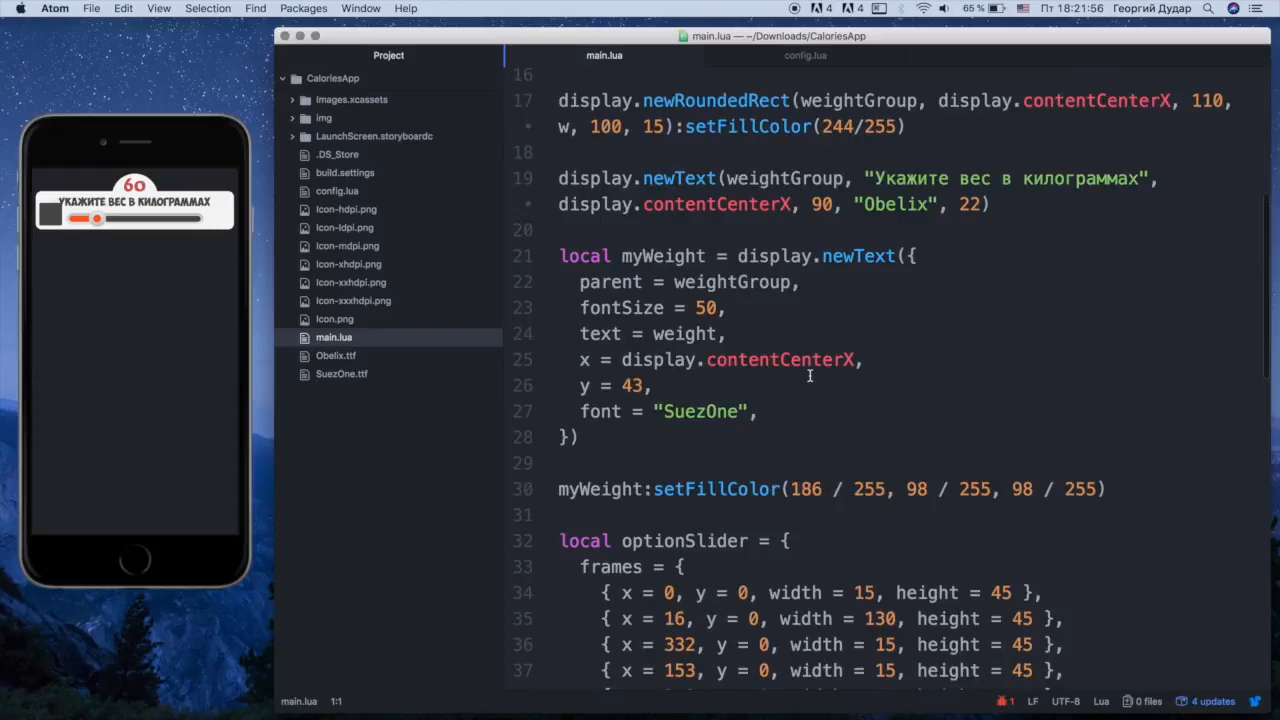 Atom File Edit View Selection Find Packages Window Help 4 4 65% Пт 18:21:56 Георгий Дудар
main.lua — ~/Downloads/CaloriesApp
Project
main.lua
config.lua
CaloriesApp
Images.xcassets
img
LaunchScreen.storyboardc
.DS_Store
build.settings
config.lua
Icon-hdpi.png
Icon-ldpi.png
Icon-mdpi.png
Icon-xhdpi.png
Icon-xxhdpi.png
Icon-xxxhdpi.png
Icon.png
main.lua
Obelix.ttf
SuezOne.ttf
60
УКАЖИТЕ ВЕС В КИЛОГРАММАХ
16
17 display.newRoundedRect(weightGroup, display.contentCenterX, 110,
w, 100, 15):setFillColor(244/255)
18
19 display.newText(weightGroup, "Укажите вес в килограммах",
display.contentCenterX, 90, "Obelix", 22)
20
21 local myWeight = display.newText({
22 parent = weightGroup,
23 fontSize = 50,
24 text = weight,
25 x = display.contentCenterX,
26 y = 43,
27 font = "SuezOne",
28 })
29
30 myWeight:setFillColor(186 / 255, 98 / 255, 98 / 255)
31
32 local optionSlider = {
33 frames = {
34 { x = 0, y = 0, width = 15, height = 45 },
35 { x = 16, y = 0, width = 130, height = 45 },
36 { x = 332, y = 0, width = 15, height = 45 },
37 { x = 153, y = 0, width = 15, height = 45 },
main.lua 1:1 1 LF UTF-8 Lua 0 files 4 updates